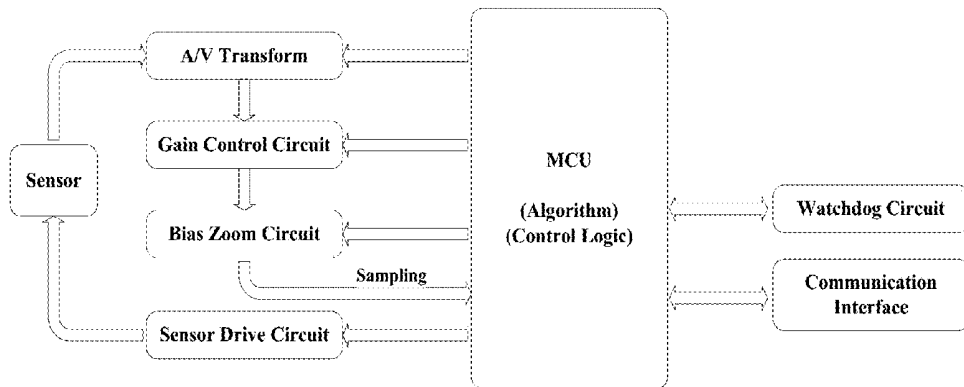 A/V Transform
Gain Control Circuit
Sensor
Bias Zoom Circuit
Sampling
Sensor Drive Circuit
MCU
(Algorithm)
(Control Logic)
Watchdog Circuit
Communication
Interface